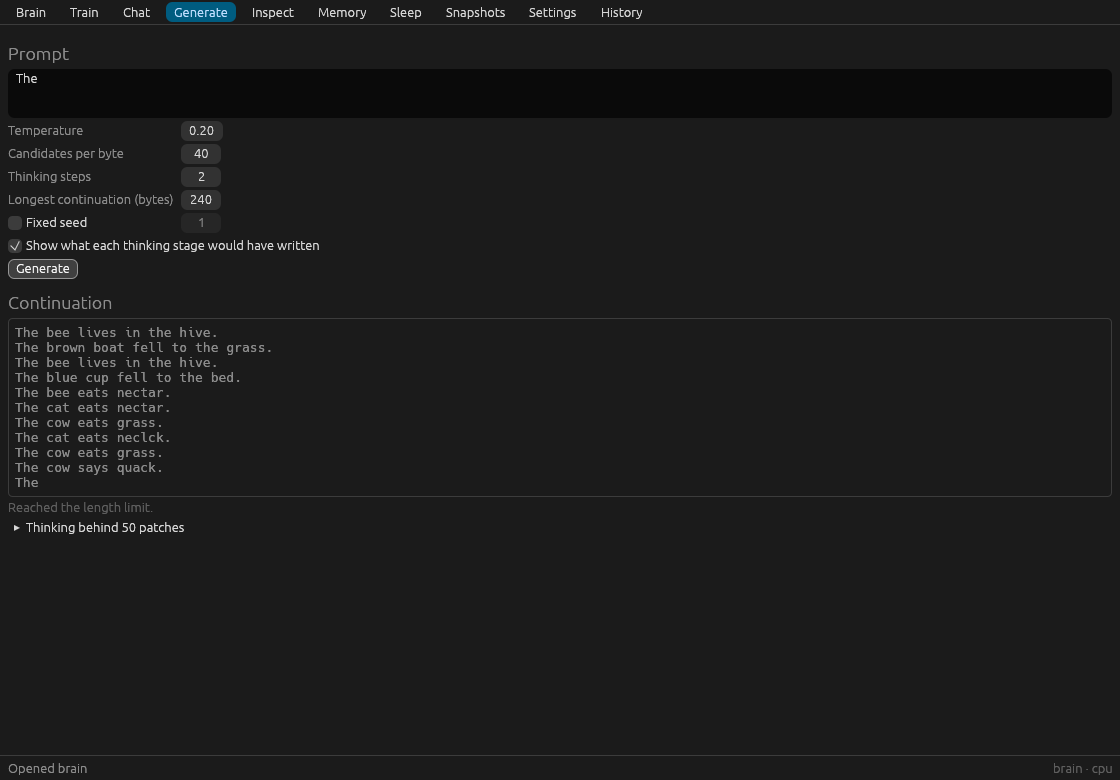 Brain Train Chat Generate Inspect Memory Sleep Snapshots Settings History
Prompt
The
Temperature 0.20
Candidates per byte 40
Thinking steps 2
Longest continuation (bytes) 240
Fixed seed 1
Show what each thinking stage would have written
Generate
Continuation
The bee lives in the hive.
The brown boat fell to the grass.
The bee lives in the hive.
The blue cup fell to the bed.
The bee eats nectar.
The cat eats nectar.
The cow eats grass.
The cat eats neclck.
The cow eats grass.
The cow says quack.
The
Reached the length limit.
Thinking behind 50 patches
Opened brain brain · cpu